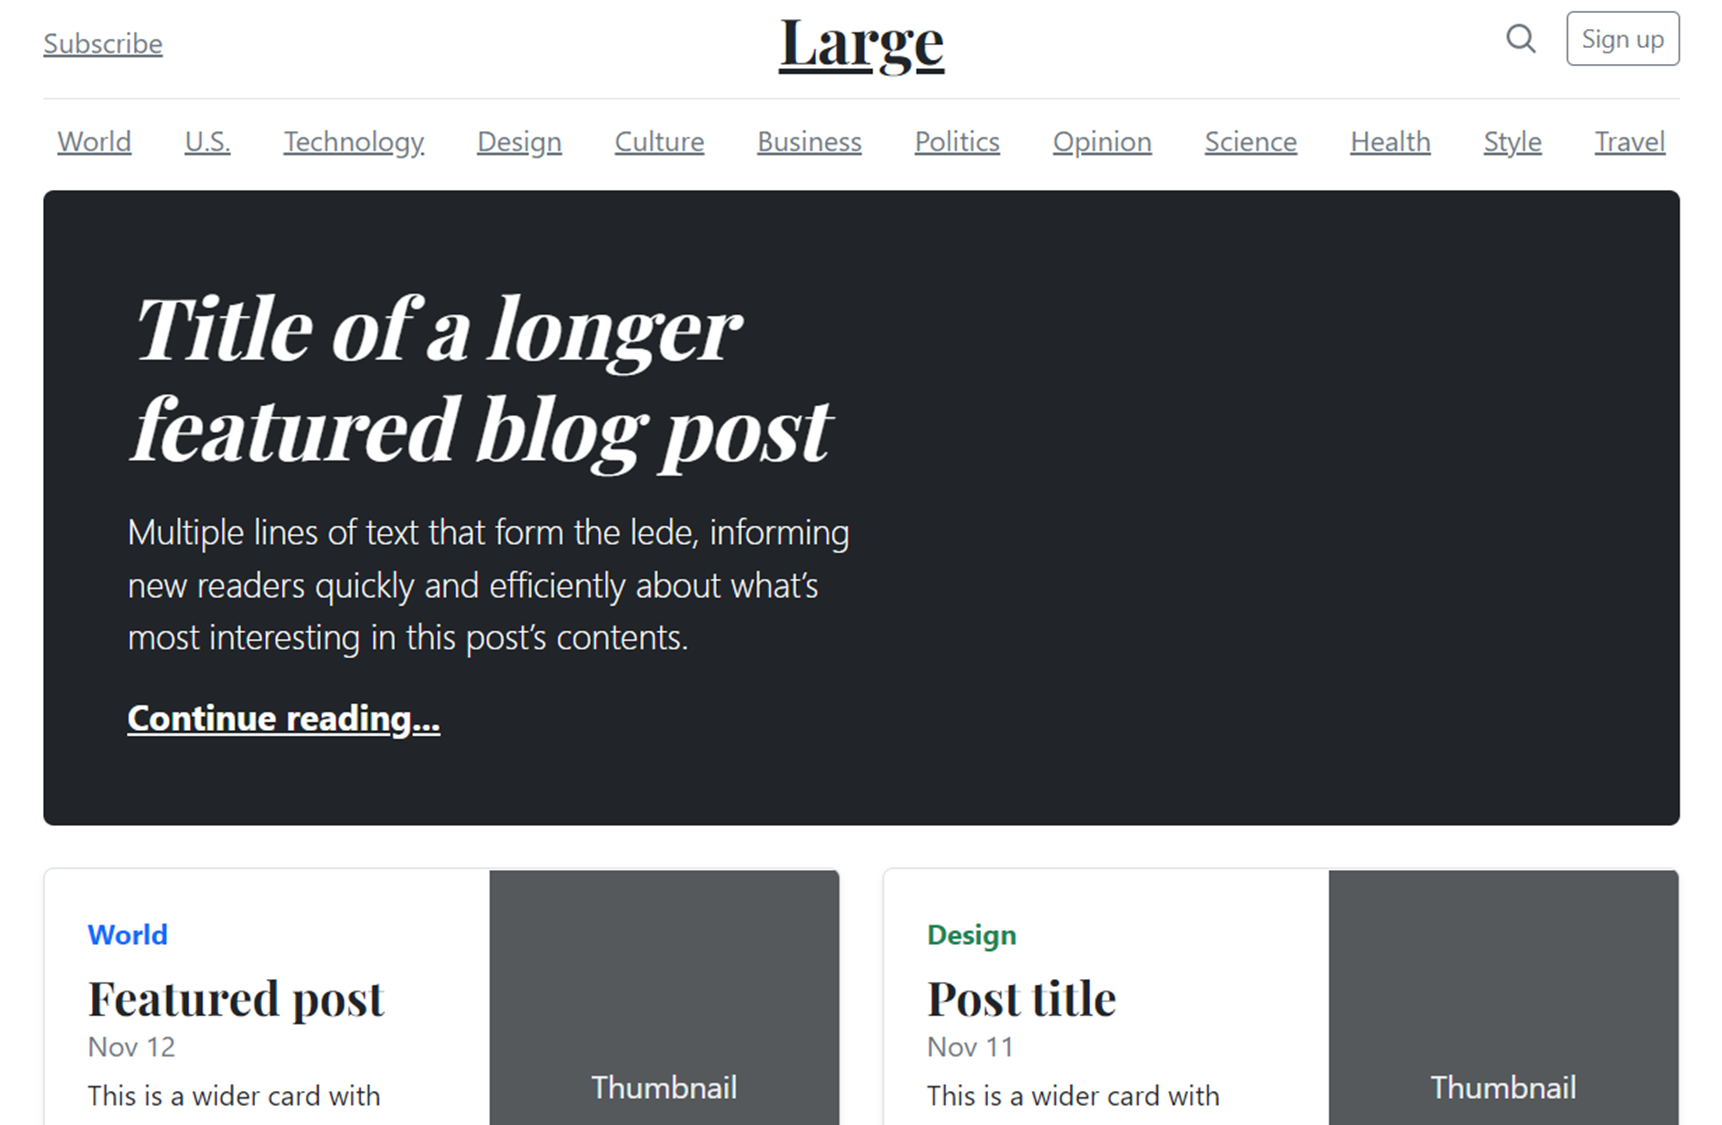 Subscribe
Large
Sign up
World U.S. Technology Design Culture Business Politics Opinion Science Health Style Travel
Title of a longer
featured blog post
Multiple lines of text that form the lede, informing
new readers quickly and efficiently about what’s
most interesting in this post’s contents.
Continue reading...
World
Featured post
Nov 12
This is a wider card with
Thumbnail
Design
Post title
Nov 11
This is a wider card with
Thumbnail